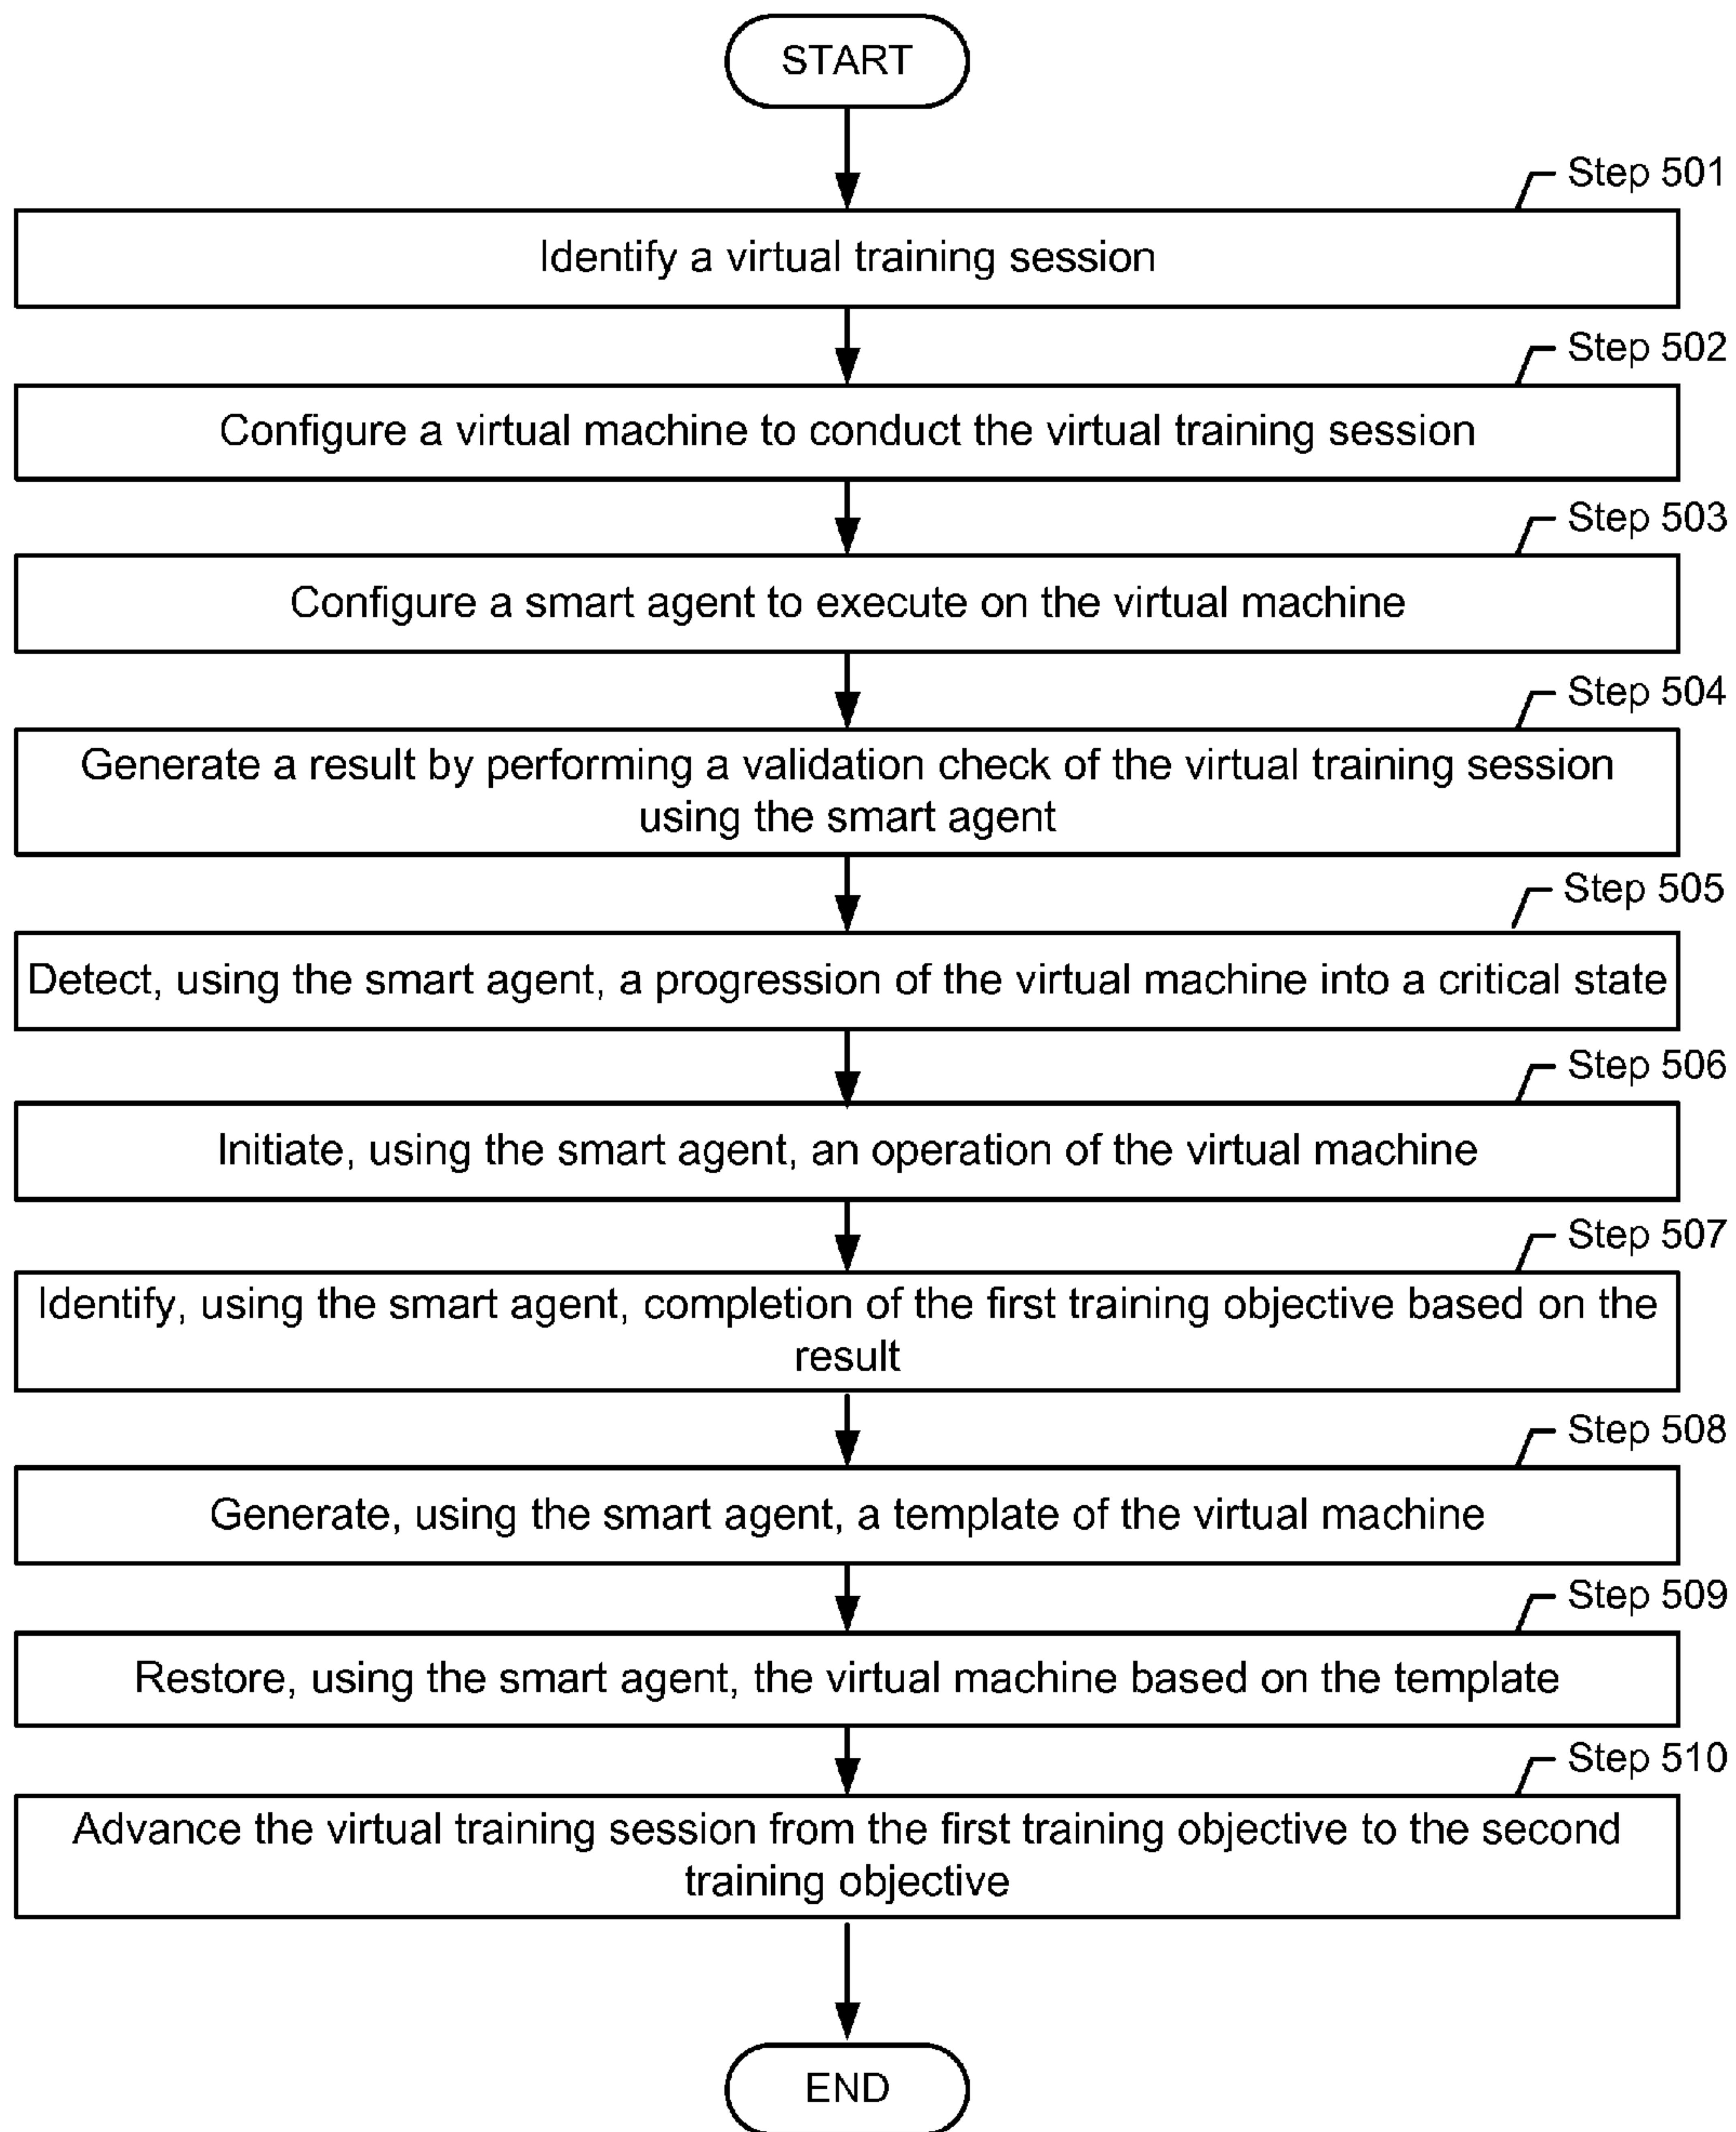 START
Step 501
Identify a virtual training session
Step 502
Configure a virtual machine to conduct the virtual training session
Step 503
Configure a smart agent to execute on the virtual machine
Step 504
Generate a result by performing a validation check of the virtual training session
using the smart agent
Step 505
Detect, using the smart agent, a progression of the virtual machine into a critical state
Step 506
Initiate, using the smart agent, an operation of the virtual machine
Step 507
Identify, using the smart agent, completion of the first training objective based on the
result
Step 508
Generate, using the smart agent, a template of the virtual machine
Step 509
Restore, using the smart agent, the virtual machine based on the template
Step 510
Advance the virtual training session from the first training objective to the second
training objective
END